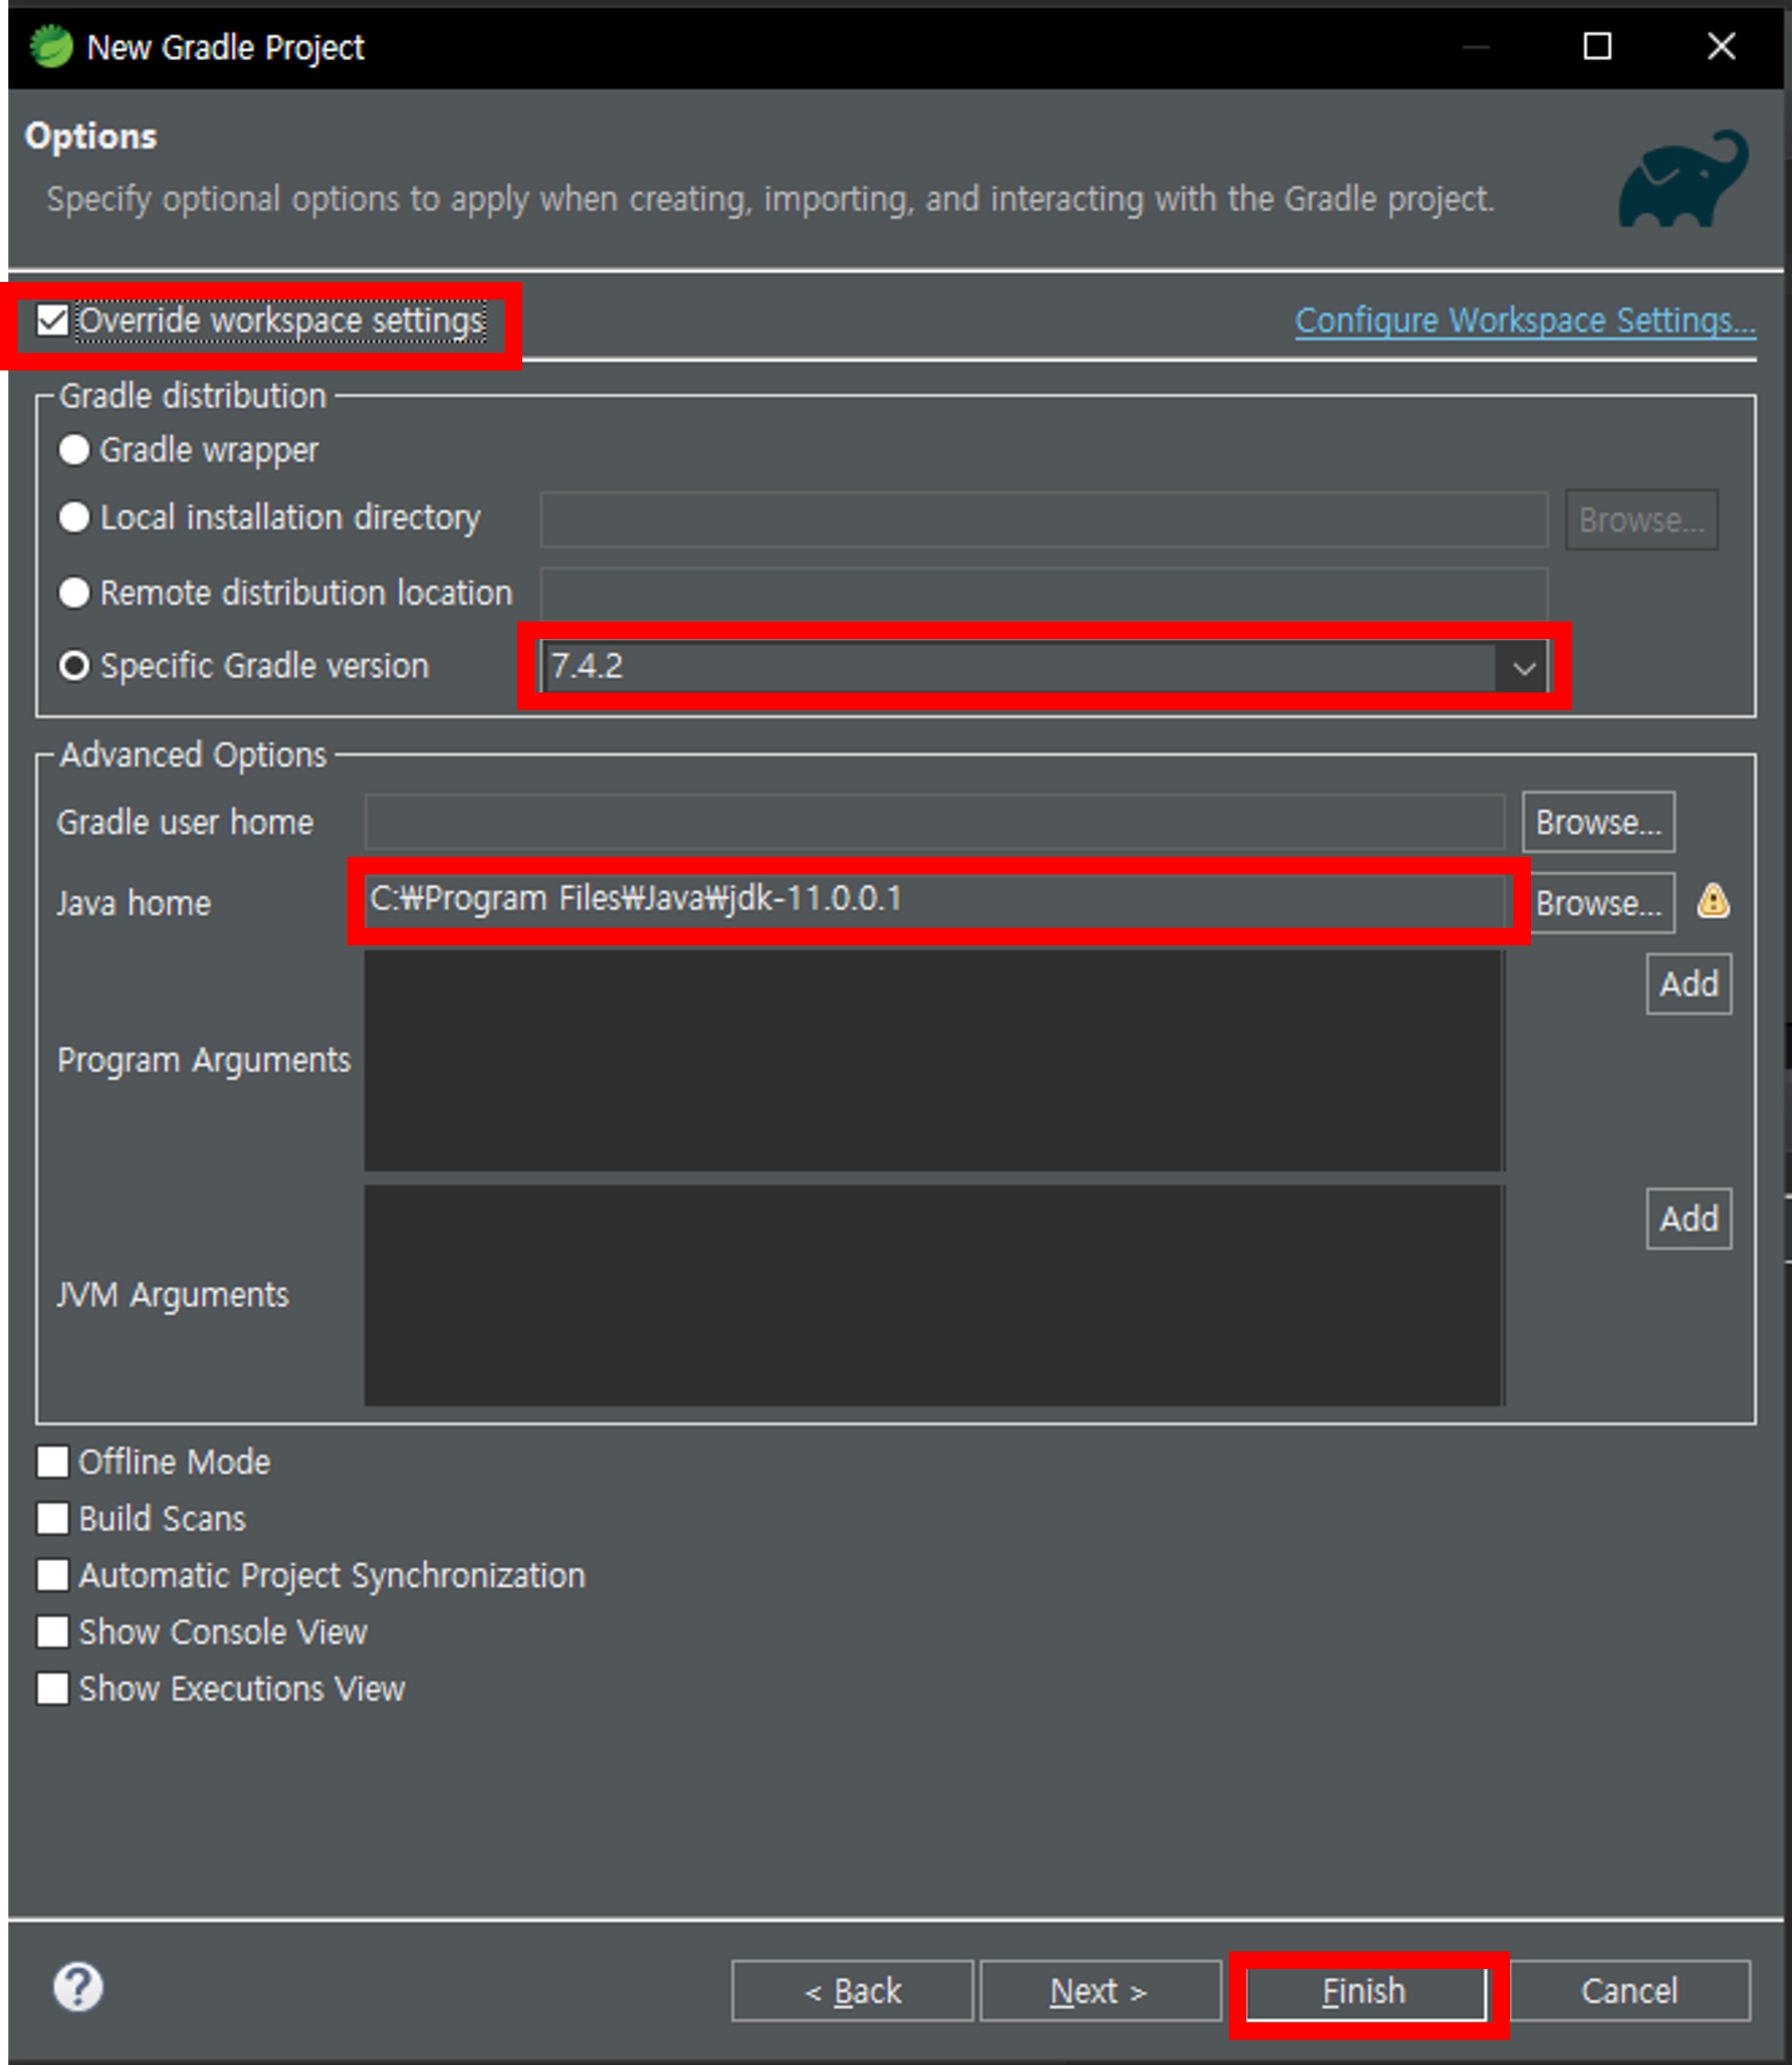 New Gradle Project
Options
Specify optional options to apply when creating, importing, and interacting with the Gradle project.
Override workspace settings
Configure Workspace Settings...
Gradle distribution
Gradle wrapper
Local installation directory
Browse...
Remote distribution location
Specific Gradle version
7.4.2
Advanced Options
Gradle user home
Browse...
Java home
C:₩Program Files₩Java₩jdk-11.0.0.1
Browse...
Add
Program Arguments
Add
JVM Arguments
Offline Mode
Build Scans
Automatic Project Synchronization
Show Console View
Show Executions View
?
< Back
Next >
Finish
Cancel